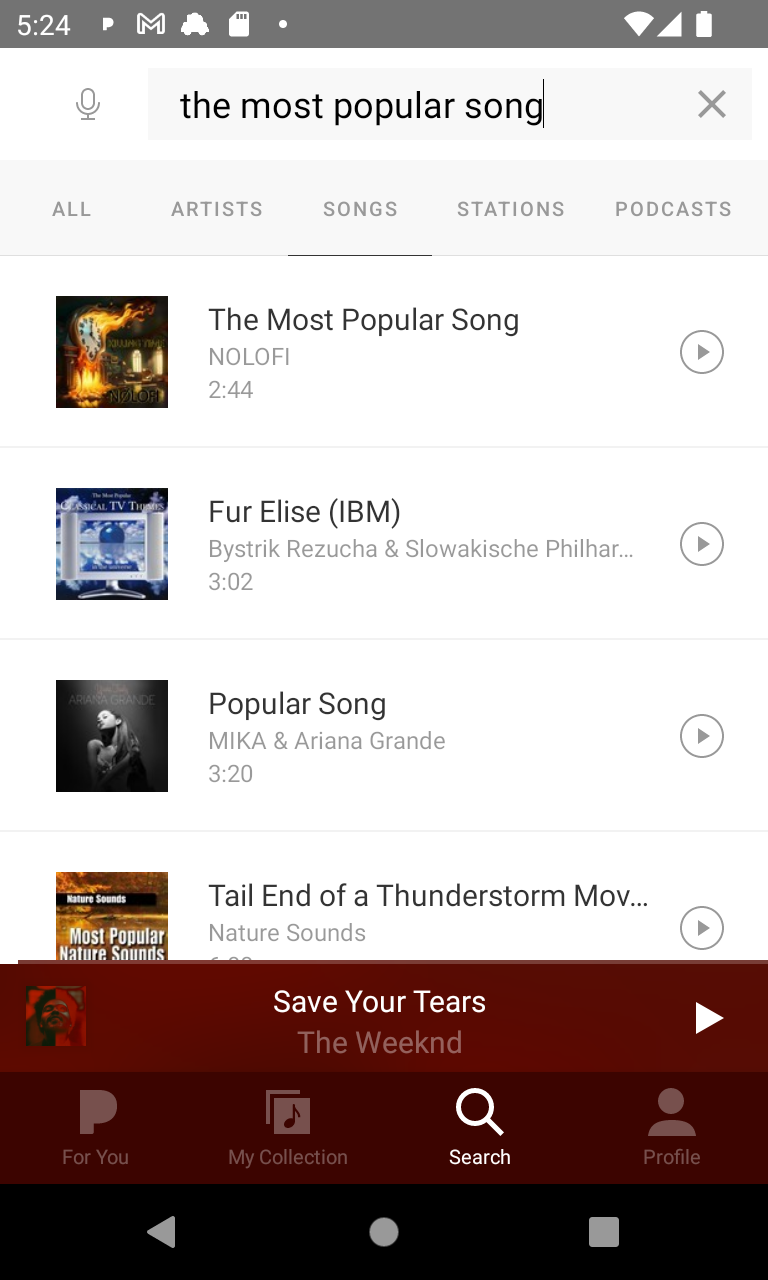 5:24
the most popular song
ALL ARTISTS SONGS STATIONS PODCASTS
The Most Popular Song
NOLOFI
2:44
The Most Popular
CLASSICAL TV THEMES
in the universe
Fur Elise (IBM)
Bystrik Rezucha & Slowakische Philhar…
3:02
ARIANA GRANDE
Popular Song
MIKA & Ariana Grande
3:20
Nature Sounds
Most Popular
Nature Sounds
Tail End of a Thunderstorm Mov…
Nature Sounds
Save Your Tears
The Weeknd
For You My Collection Search Profile